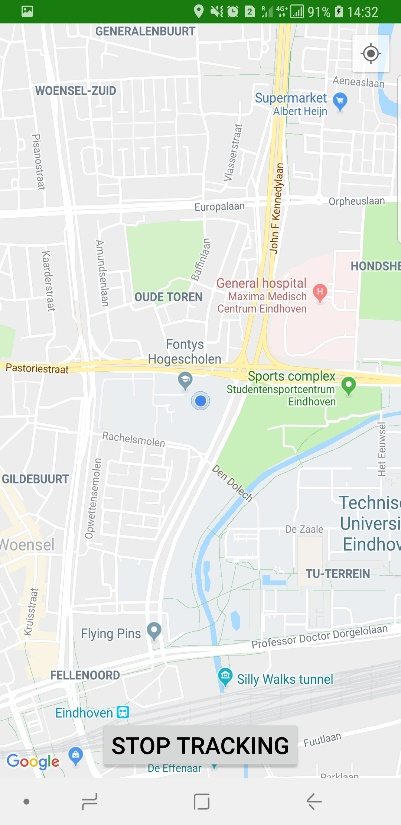 91% 14:32
GENERALENBUURT
Aeneaslaan
WOENSEL-ZUID
Supermarket
Albert Heijn
Pisanostraat
Vlasserstraat
John F Kennedylaan
Europalaan
Orpheuslaan
Kaarderstraat
Amundsenlaan
Baffinlaan
HONDSHE
General hospital
Maxima Medisch
Centrum Eindhoven
OUDE TOREN
Fontys
Hogescholen
Pastoriestraat
Sports complex
Studentensportcentrum
Eindhoven
Rachelsmolen
Het Eeuwsel
GILDEBUURT
Opwettensemolen
Den Dolech
Technisc
Universi
Eindhov
De Zaale
Woensel
TU-TERREIN
Kruisstraat
Flying Pins
Professor Doctor Dorgelolaan
FELLENOORD
Silly Walks tunnel
Eindhoven
STOP TRACKING
Fuutlaan
Google
De Effenaar
Parklaan